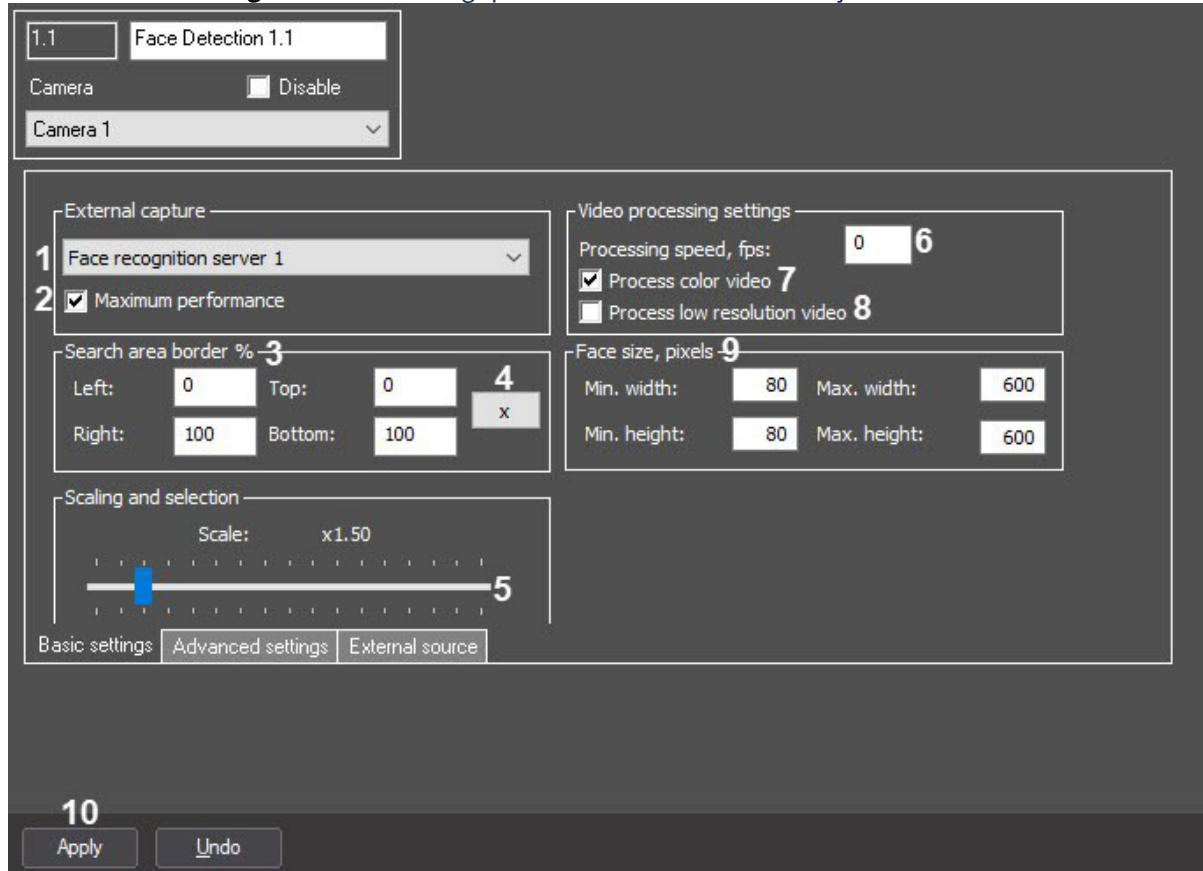 1.1 Face Detection 1.1
Camera Disable
Camera 1
External capture
1 Face recognition server 1
2 Maximum performance
Video processing settings
Processing speed, fps: 0 6
Process color video 7
Process low resolution video 8
Search area border % 3
Left: 0 Top: 0 4
x
Right: 100 Bottom: 100
Face size, pixels 9
Min. width: 80 Max. width: 600
Min. height: 80 Max. height: 600
Scaling and selection
Scale: x1.50
5
Basic settings Advanced settings External source
10
Apply Undo